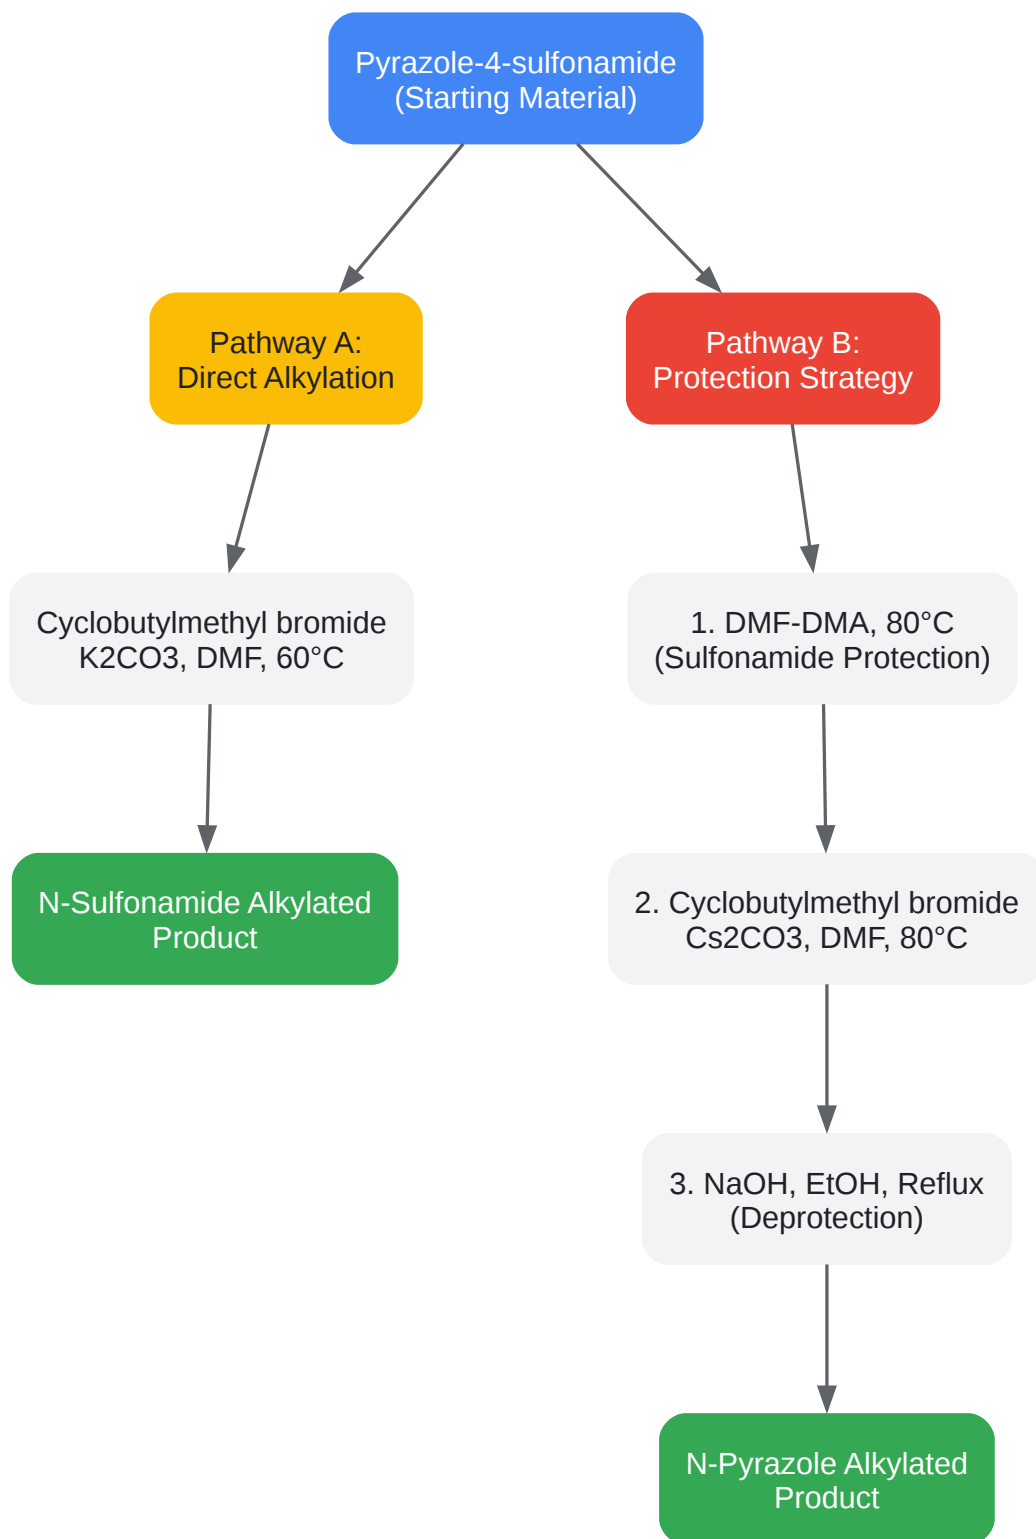 Pyrazole-4-sulfonamide
(Starting Material)
Pathway A:
Direct Alkylation
Pathway B:
Protection Strategy
Cyclobutylmethyl bromide
K2CO3, DMF, 60°C
1. DMF-DMA, 80°C
(Sulfonamide Protection)
N-Sulfonamide Alkylated
Product
2. Cyclobutylmethyl bromide
Cs2CO3, DMF, 80°C
3. NaOH, EtOH, Reflux
(Deprotection)
N-Pyrazole Alkylated
Product